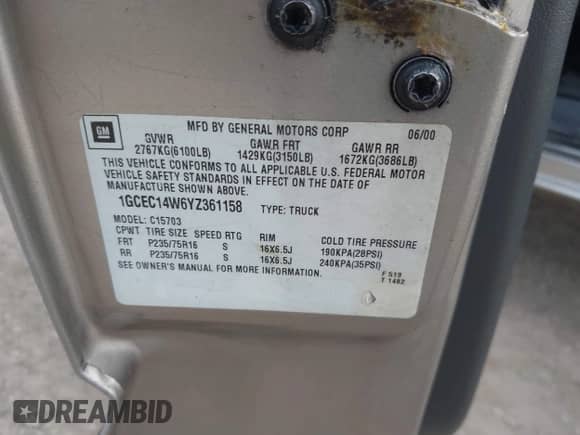 GM
MFD BY GENERAL MOTORS CORP 06/00
GVWR GAWR FRT GAWR RR
2767KG(6100LB) 1429KG(3150LB) 1672KG(3686LB)
THIS VEHICLE CONFORMS TO ALL APPLICABLE U.S. FEDERAL MOTOR
VEHICLE SAFETY STANDARDS IN EFFECT ON THE DATE OF
MANUFACTURE SHOWN ABOVE.
1GCEC14W6YZ361158 TYPE: TRUCK
MODEL: C15703
CPWT TIRE SIZE SPEED RTG RIM COLD TIRE PRESSURE
FRT P235/75R16 S 16X6.5J 190KPA(28PSI)
RR P235/75R16 S 16X6.5J 240KPA(35PSI)
SEE OWNER'S MANUAL FOR MORE INFORMATION.
F 519
T 1482
DREAMBID